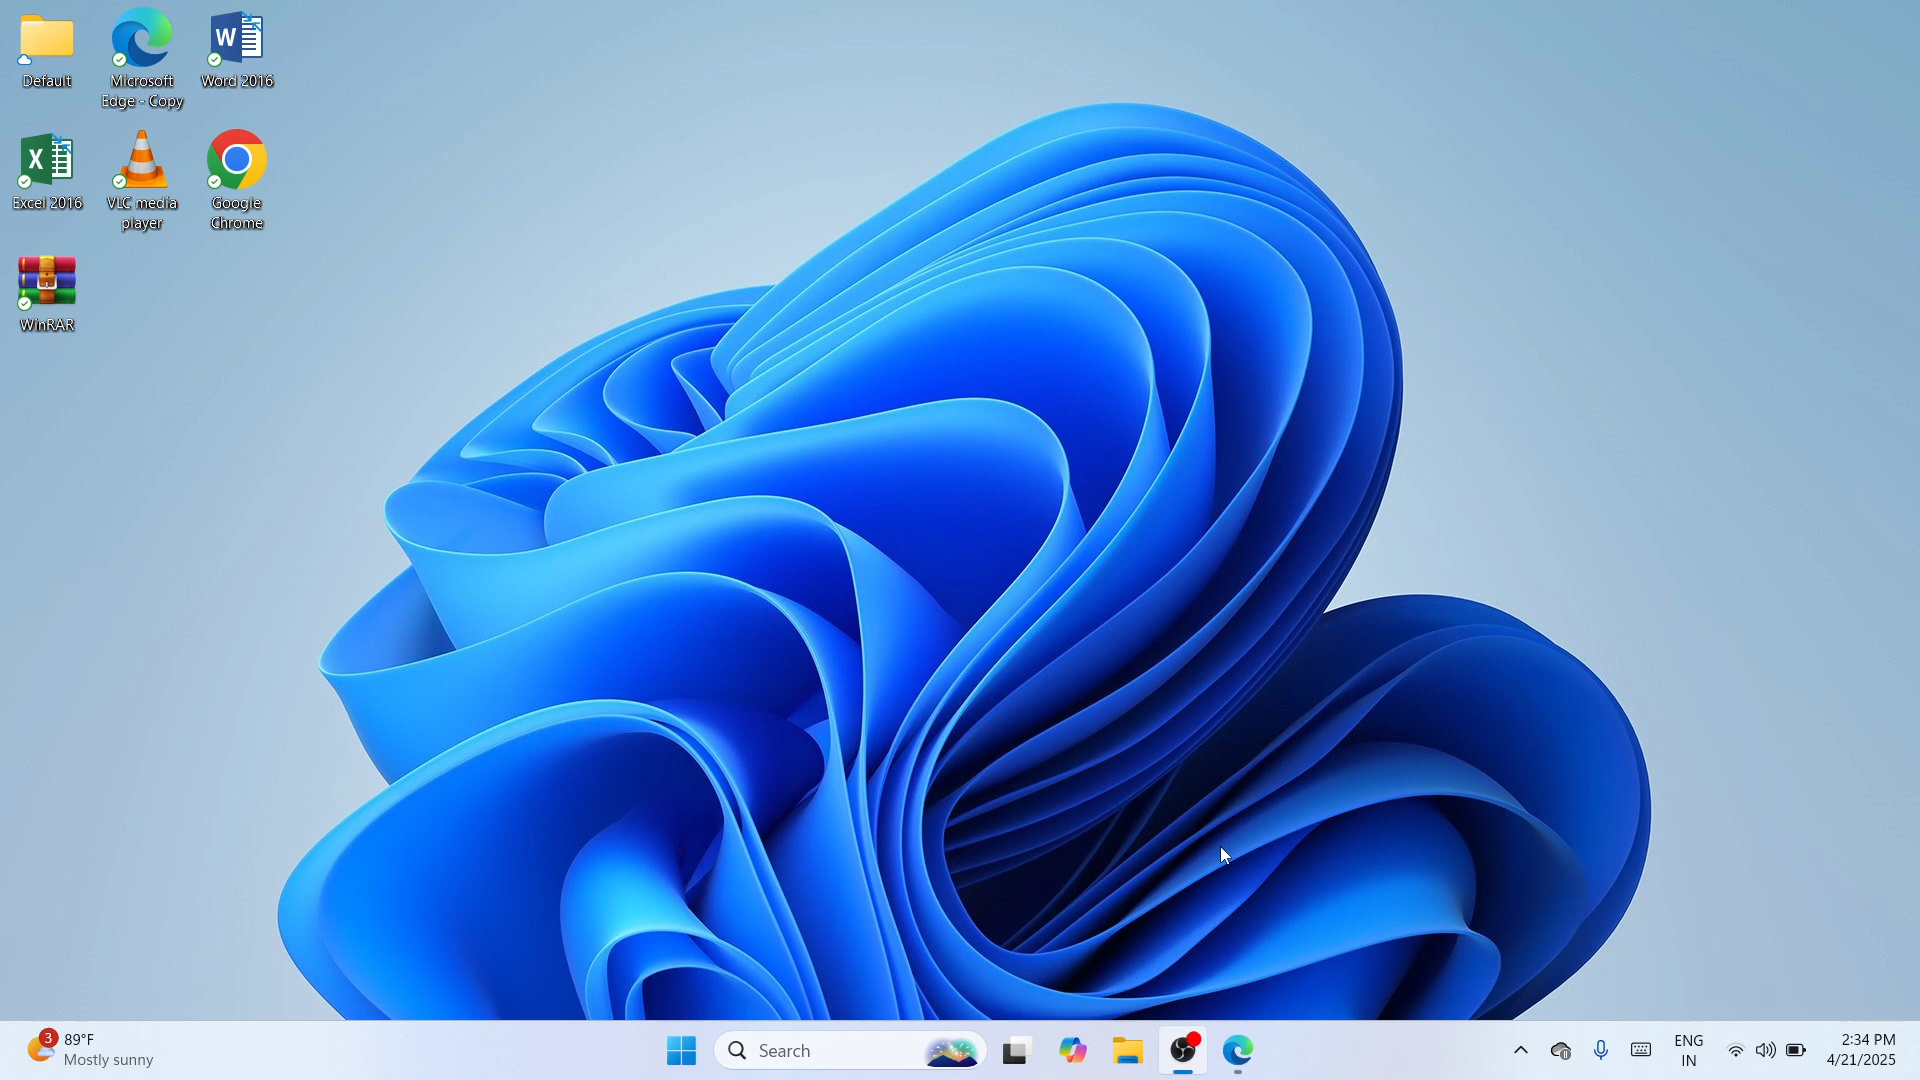 Default
Microsoft
Edge - Copy
Word 2016
Excel 2016
VLC media
player
Google
Chrome
WinRAR
3
89°F
Mostly sunny
Search
ENG
IN
2:34 PM
4/21/2025